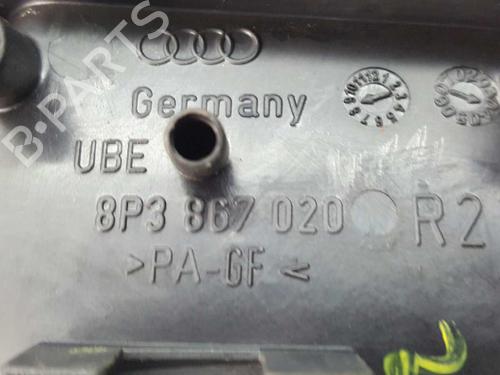 B-PARTS
Germany
UBE
8P3 867 020 R2
>PA-GF<